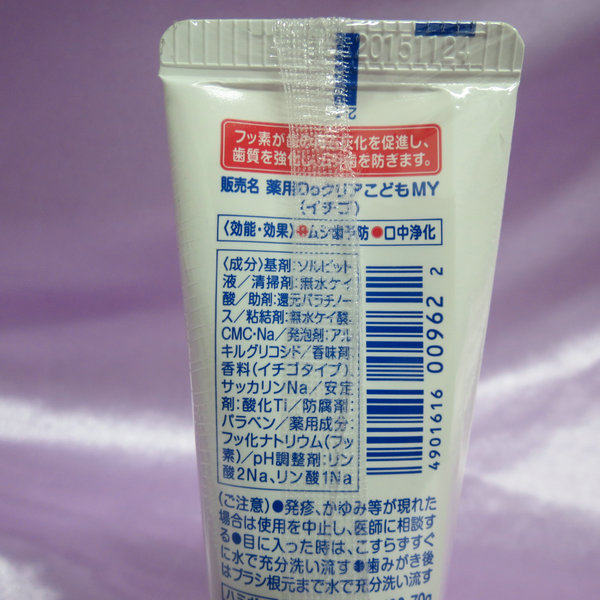 20151124
フッ素が歯の再石灰化を促進し、
歯質を強化してムシ歯を防ぎます。
販売名 薬用DoクリアこどもMY
(イチゴ)
〈効能・効果〉●ムシ歯予防●口中浄化
〈成分〉基剤:ソルビット
液/清掃剤:無水ケイ
酸/助剤:還元パラチノー
ス/粘結剤:無水ケイ酸、
CMC・Na/発泡剤:アル
キルグリコシド/香味剤:
香料(イチゴタイプ)、
サッカリンNa/安定
剤:酸化Ti/防腐剤:
パラベン/薬用成分:
フッ化ナトリウム(フッ
素)/pH調整剤:リン
酸2Na、リン酸1Na
4901616 00962 2
〈ご注意〉●発疹、かゆみ等が現れた
場合は使用を中止し、医師に相談す
る●目に入った時は、こすらずすぐ
に水で充分洗い流す●歯みがき後
はブラシ根元まで水で充分洗い流す
70g